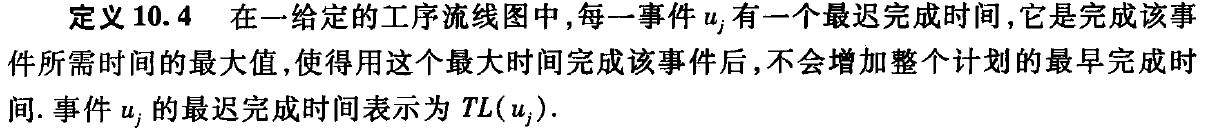 定义 10.4 在一给定的工序流线图中,每一事件 u_j 有一个最迟完成时间,它是完成该事
件所需时间的最大值,使得用这个最大时间完成该事件后,不会增加整个计划的最早完成时
间. 事件 u_j 的最迟完成时间表示为 TL(u_j).